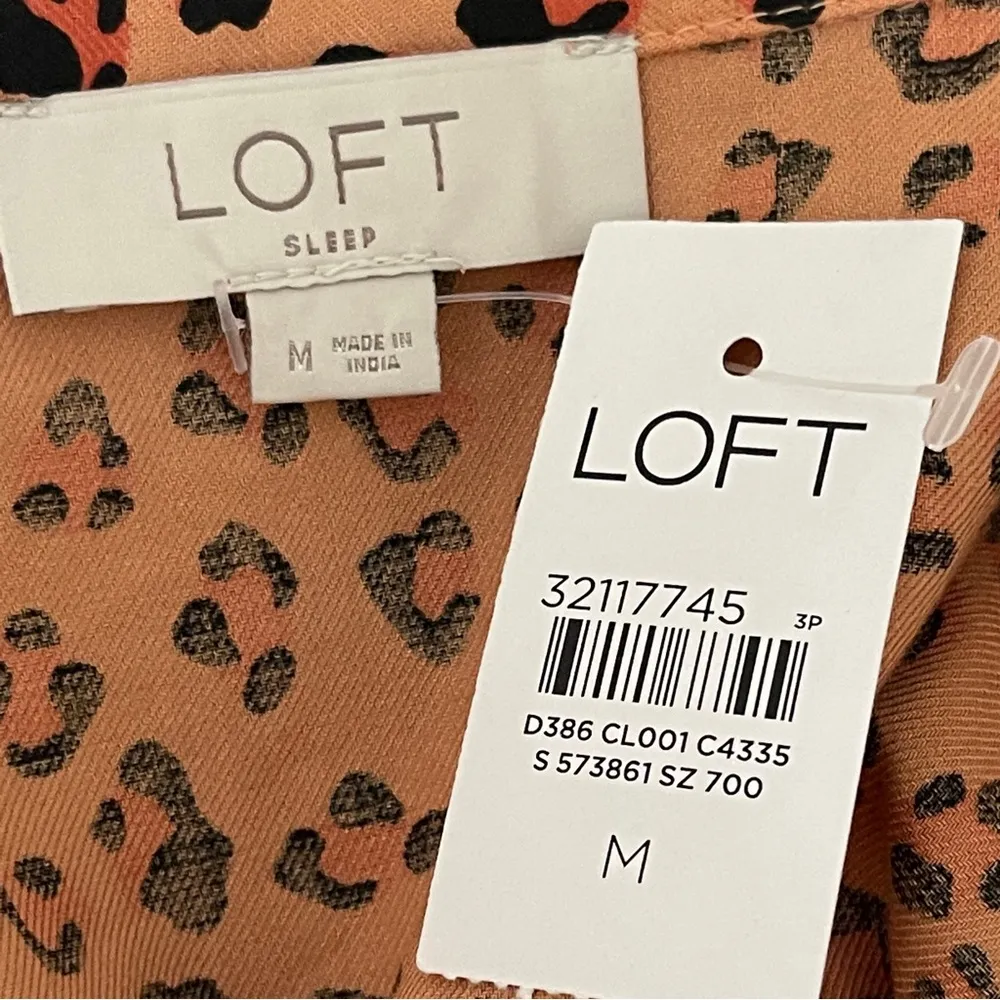 LOFT
SLEEP
M MADE IN
INDIA
LOFT
32117745 3P
D386 CL001 C4335
S 573861 SZ 700
M